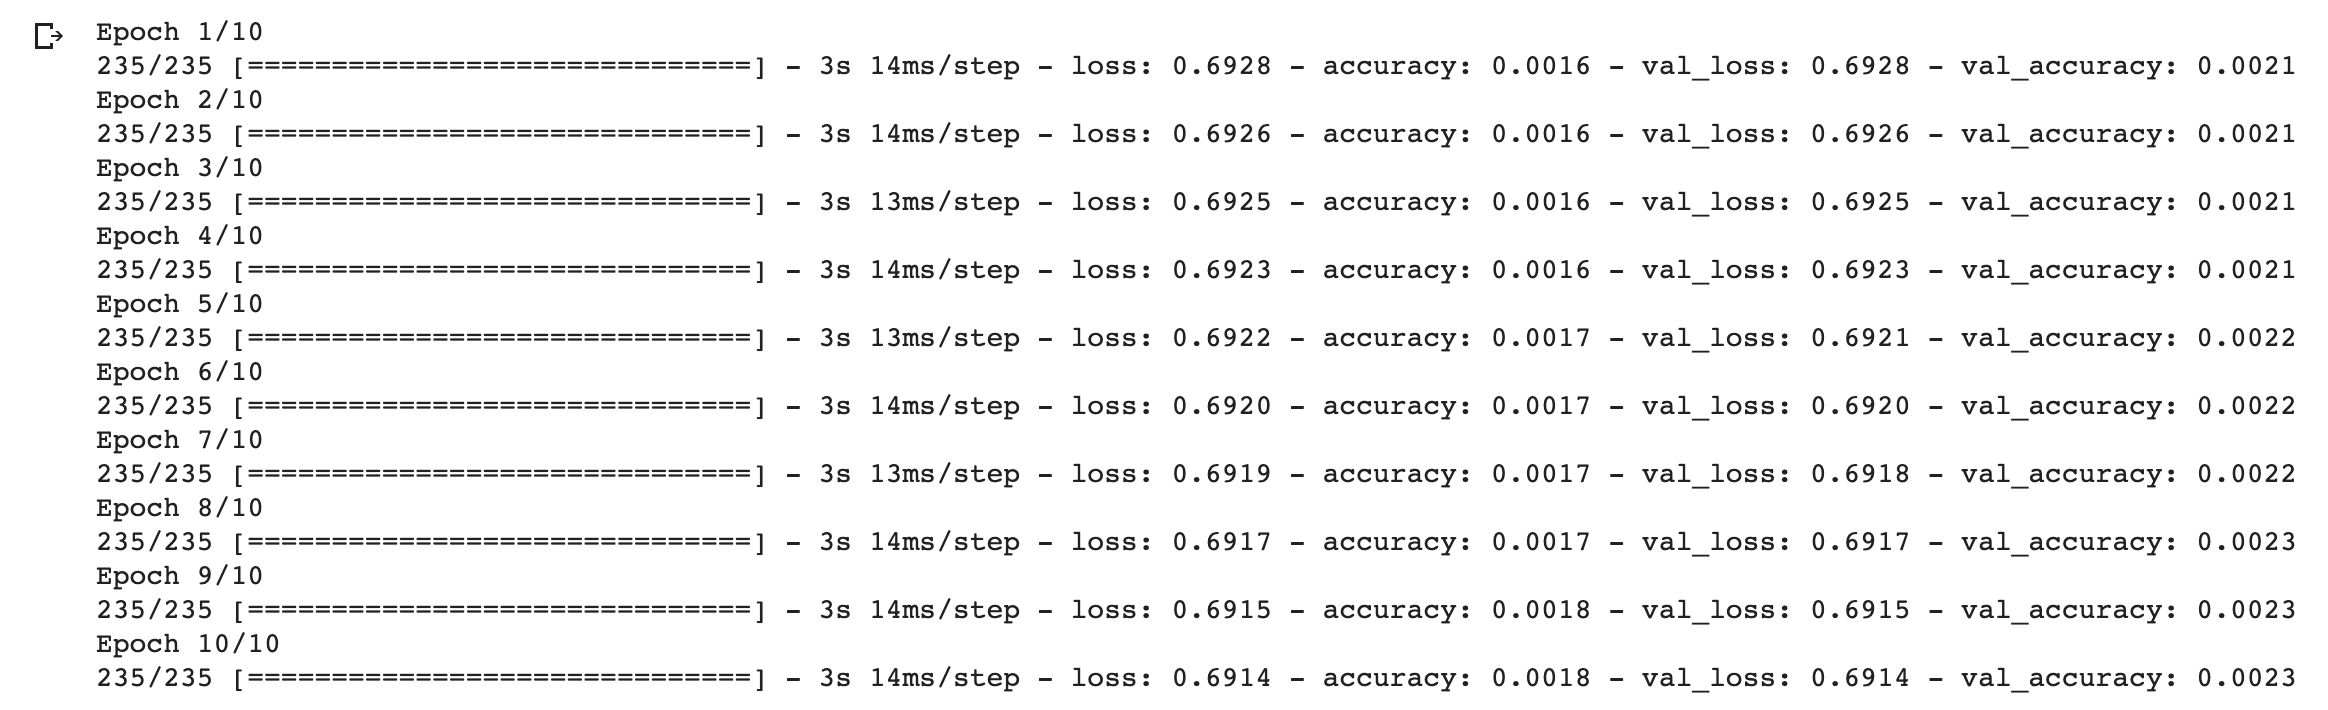 Epoch 1/10
235/235 [==============================] - 3s 14ms/step - loss: 0.6928 - accuracy: 0.0016 - val_loss: 0.6928 - val_accuracy: 0.0021
Epoch 2/10
235/235 [==============================] - 3s 14ms/step - loss: 0.6926 - accuracy: 0.0016 - val_loss: 0.6926 - val_accuracy: 0.0021
Epoch 3/10
235/235 [==============================] - 3s 13ms/step - loss: 0.6925 - accuracy: 0.0016 - val_loss: 0.6925 - val_accuracy: 0.0021
Epoch 4/10
235/235 [==============================] - 3s 14ms/step - loss: 0.6923 - accuracy: 0.0016 - val_loss: 0.6923 - val_accuracy: 0.0021
Epoch 5/10
235/235 [==============================] - 3s 13ms/step - loss: 0.6922 - accuracy: 0.0017 - val_loss: 0.6921 - val_accuracy: 0.0022
Epoch 6/10
235/235 [==============================] - 3s 14ms/step - loss: 0.6920 - accuracy: 0.0017 - val_loss: 0.6920 - val_accuracy: 0.0022
Epoch 7/10
235/235 [==============================] - 3s 13ms/step - loss: 0.6919 - accuracy: 0.0017 - val_loss: 0.6918 - val_accuracy: 0.0022
Epoch 8/10
235/235 [==============================] - 3s 14ms/step - loss: 0.6917 - accuracy: 0.0017 - val_loss: 0.6917 - val_accuracy: 0.0023
Epoch 9/10
235/235 [==============================] - 3s 14ms/step - loss: 0.6915 - accuracy: 0.0018 - val_loss: 0.6915 - val_accuracy: 0.0023
Epoch 10/10
235/235 [==============================] - 3s 14ms/step - loss: 0.6914 - accuracy: 0.0018 - val_loss: 0.6914 - val_accuracy: 0.0023